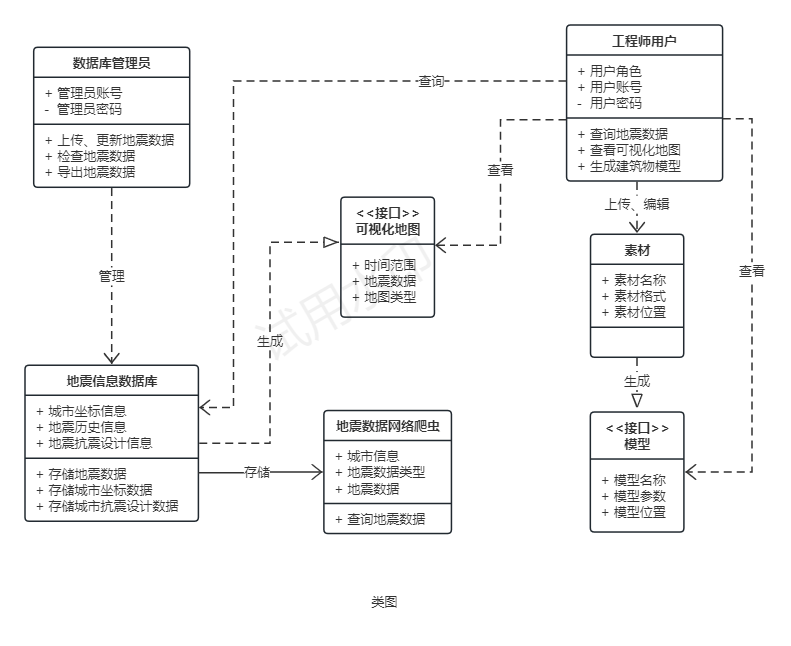 数据库管理员
+ 管理员账号
- 管理员密码
+ 上传、更新地震数据
+ 检查地震数据
+ 导出地震数据
工程师用户
+ 用户角色
+ 用户账号
- 用户密码
+ 查询地震数据
+ 查看可视化地图
+ 生成建筑物模型
查询
查看
上传、编辑
<<接口>>
可视化地图
+ 时间范围
+ 地震数据
+ 地图类型
素材
+ 素材名称
+ 素材格式
+ 素材位置
查看
管理
生成
试用水印
地震信息数据库
+ 城市坐标信息
+ 地震历史信息
+ 地震抗震设计信息
+ 存储地震数据
+ 存储城市坐标数据
+ 存储城市抗震设计数据
存储
地震数据网络爬虫
+ 城市信息
+ 地震数据类型
+ 地震数据
+ 查询地震数据
生成
<<接口>>
模型
+ 模型名称
+ 模型参数
+ 模型位置
类图